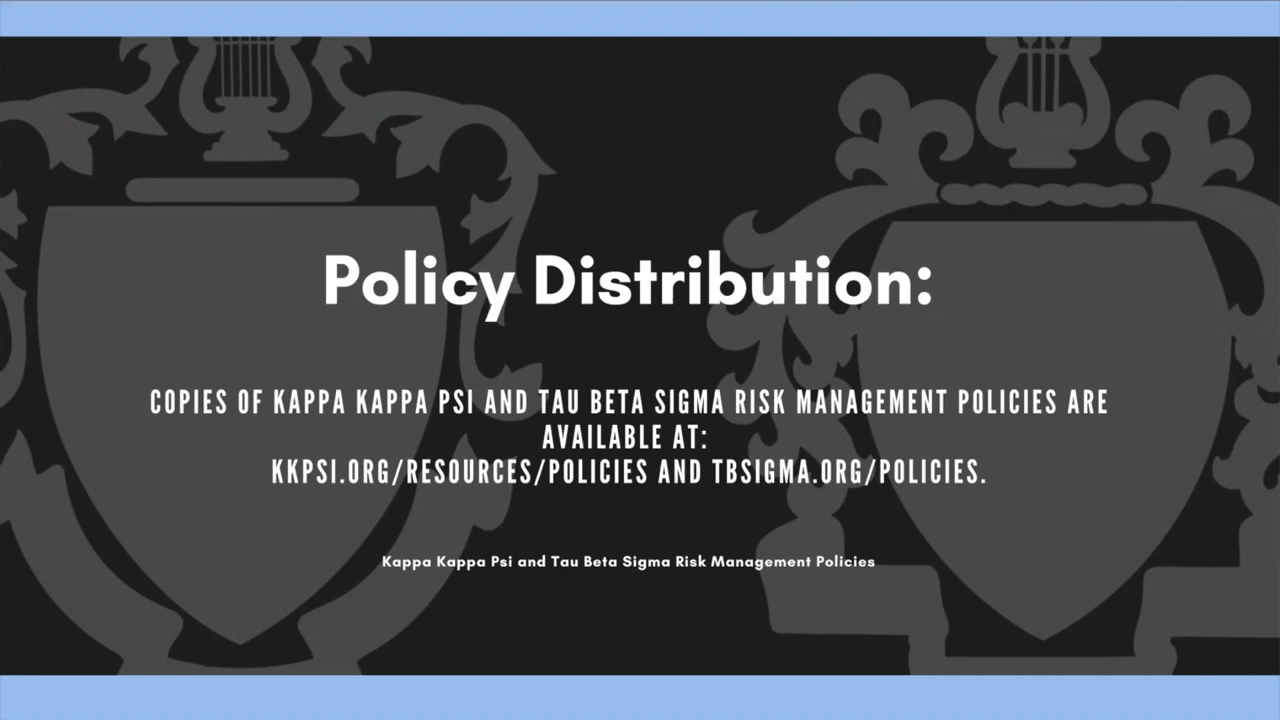 Policy Distribution:
COPIES OF KAPPA KAPPA PSI AND TAU BETA SIGMA RISK MANAGEMENT POLICIES ARE
AVAILABLE AT:
KKPSI.ORG/RESOURCES/POLICIES AND TBSIGMA.ORG/POLICIES.
Kappa Kappa Psi and Tau Beta Sigma Risk Management Policies